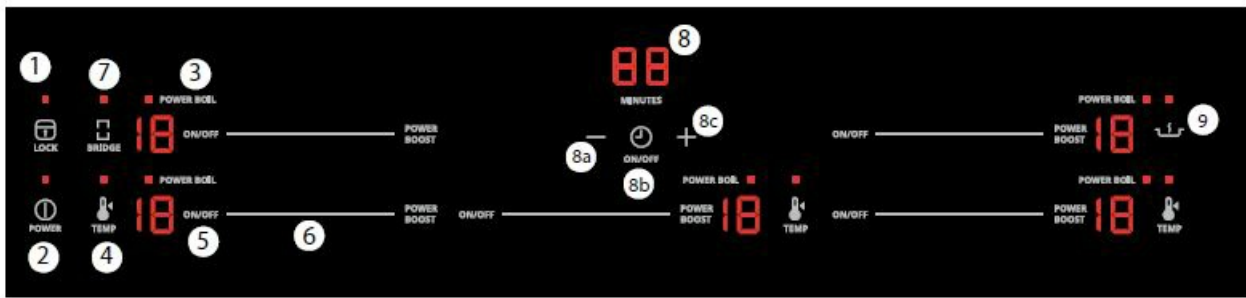 8
88
1 7 3
POWER BOIL MINUTES POWER BOIL
LOCK BRIDGE 18 ON/OFF POWER BOOST − ON/OFF + 8c ON/OFF POWER BOOST 18 9
8a
8b
POWER BOIL POWER BOIL POWER BOIL
POWER TEMP 18 ON/OFF POWER BOOST ON/OFF POWER BOOST 18 TEMP ON/OFF POWER BOOST 18 TEMP
2 4 5 6